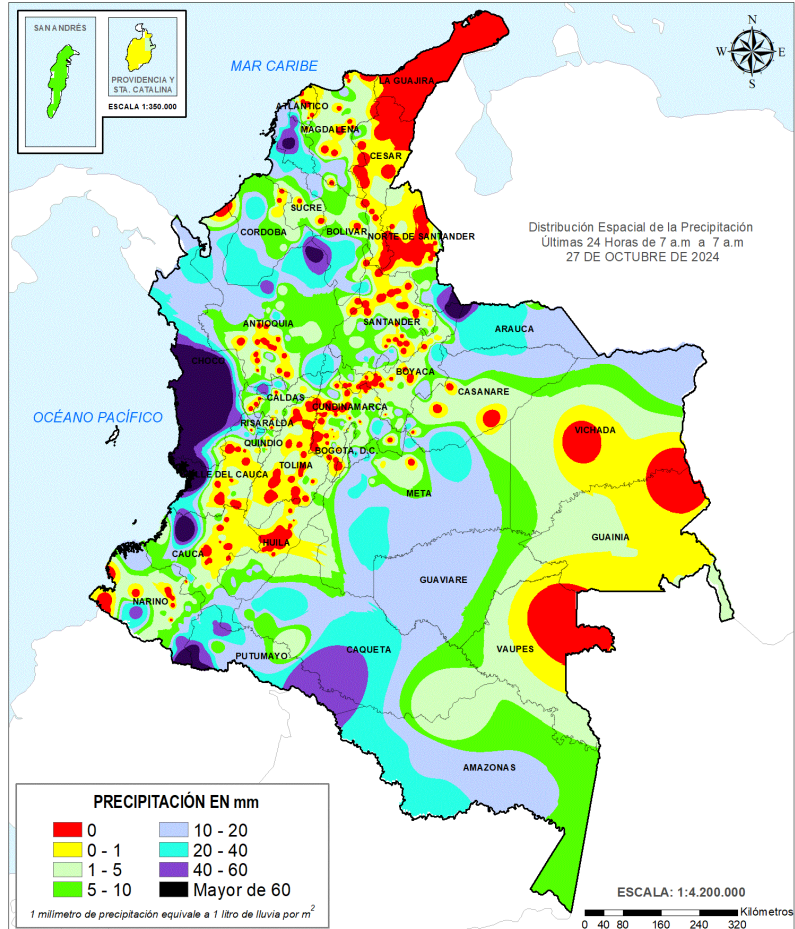 SAN ANDRÉS
PROVIDENCIA Y
STA. CATALINA
ESCALA 1:350.000
MAR CARIBE
N
W
E
S
LA GUAJIRA
ATLANTICO
MAGDALENA
CESAR
SUCRE
CORDOBA
BOLIVAR
NORTE DE SANTANDER
Distribución Espacial de la Precipitación
Últimas 24 Horas de 7 a.m a 7 a.m
27 DE OCTUBRE DE 2024
ANTIOQUIA
SANTANDER
ARAUCA
CHOCO
BOYACA
CASANARE
CALDAS
CUNDINAMARCA
OCÉANO PACÍFICO
RISARALDA
VICHADA
QUINDIO
BOGOTA, D.C.
TOLIMA
LLE DEL CAUCA
META
GUAINIA
HUILA
CAUCA
GUAVIARE
NARIÑO
VAUPES
CAQUETA
PUTUMAYO
AMAZONAS
PRECIPITACIÓN EN mm
0
10 - 20
0 - 1
20 - 40
1 - 5
40 - 60
5 - 10
Mayor de 60
1 milímetro de precipitación equivale a 1 litro de lluvia por m2
ESCALA: 1:4.200.000
Kilómetros
0 40 80 160 240 320